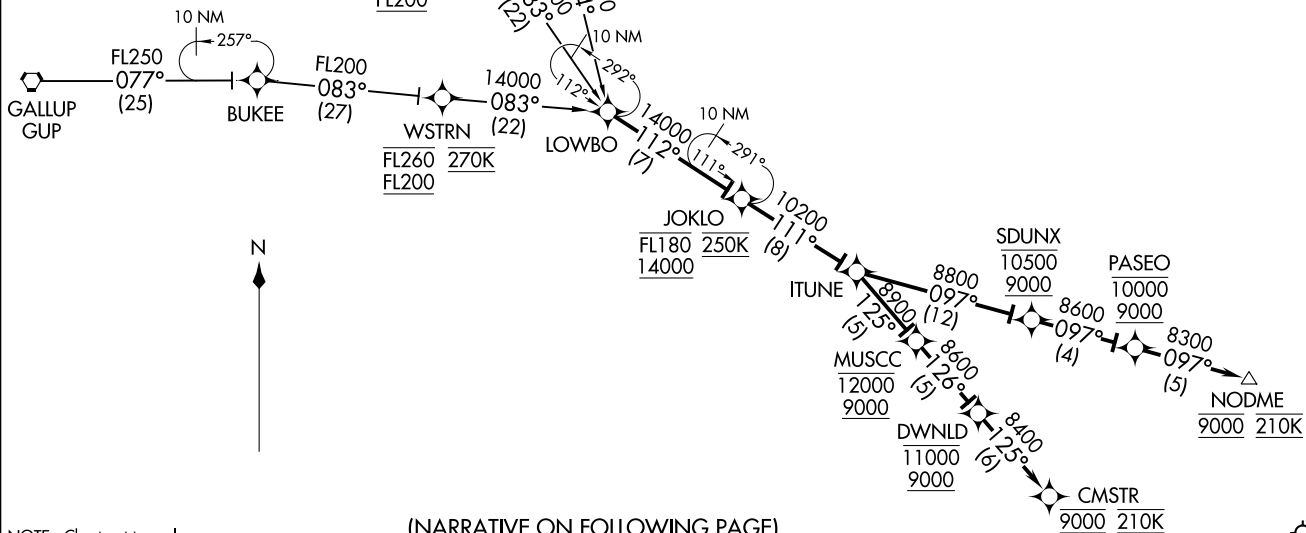 FL200
10 NM
257°
FL250
077°
(25)
GALLUP
GUP
BUKEE
FL200
083°
(27)
WSTRN
FL260 270K
FL200
14000
083°
(22)
(22)
10 NM
292°
112°
LOWBO
14000
112°
(7)
10 NM
291°
111°
JOKLO
FL180 250K
14000
10200
111°
(8)
N
ITUNE
8800
097°
(12)
SDUNX
10500
9000
8600
097°
(4)
PASEO
10000
9000
8300
097°
(5)
NODME
9000 210K
8900
125°
(5)
MUSCC
12000
9000
8600
126°
(5)
DWNLD
11000
9000
8400
125°
(6)
CMSTR
9000 210K
(NARRATIVE ON FOLLOWING PAGE)